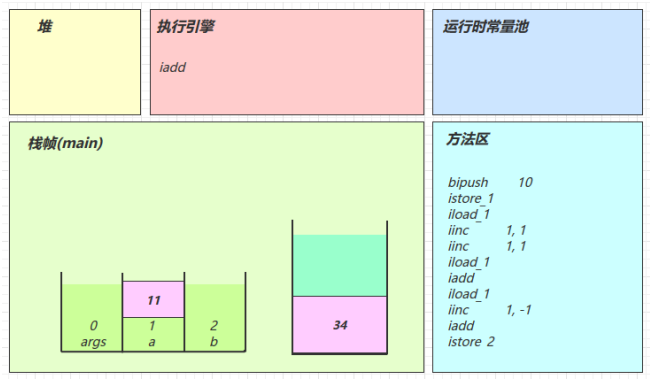 堆
执行引擎
iadd
运行时常量池
栈帧(main)
11
0 1 2
args a b
34
方法区
bipush 10
istore_1
iload_1
iinc 1, 1
iinc 1, 1
iload_1
iadd
iload_1
iinc 1, -1
iadd
istore 2